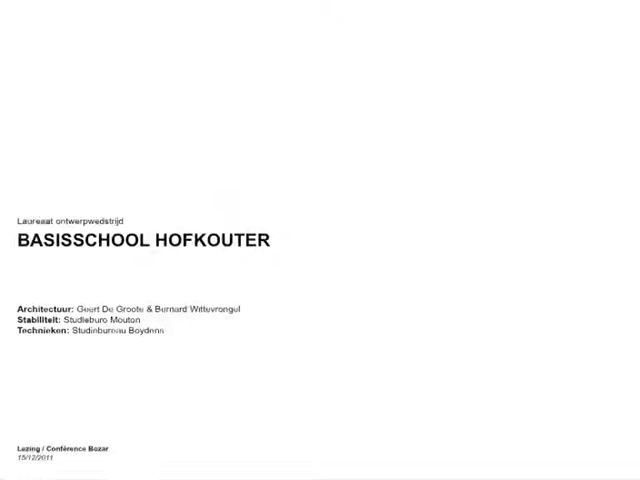 Laureaat ontwerpwedstrijd
BASISSCHOOL HOFKOUTER
Architectuur: Geert De Groote & Bernard Wittevrongel
Stabiliteit: Studieburo Mouton
Technieken: Studiebureau Boydens
Lezing / Conférence Bozar
15/12/2011